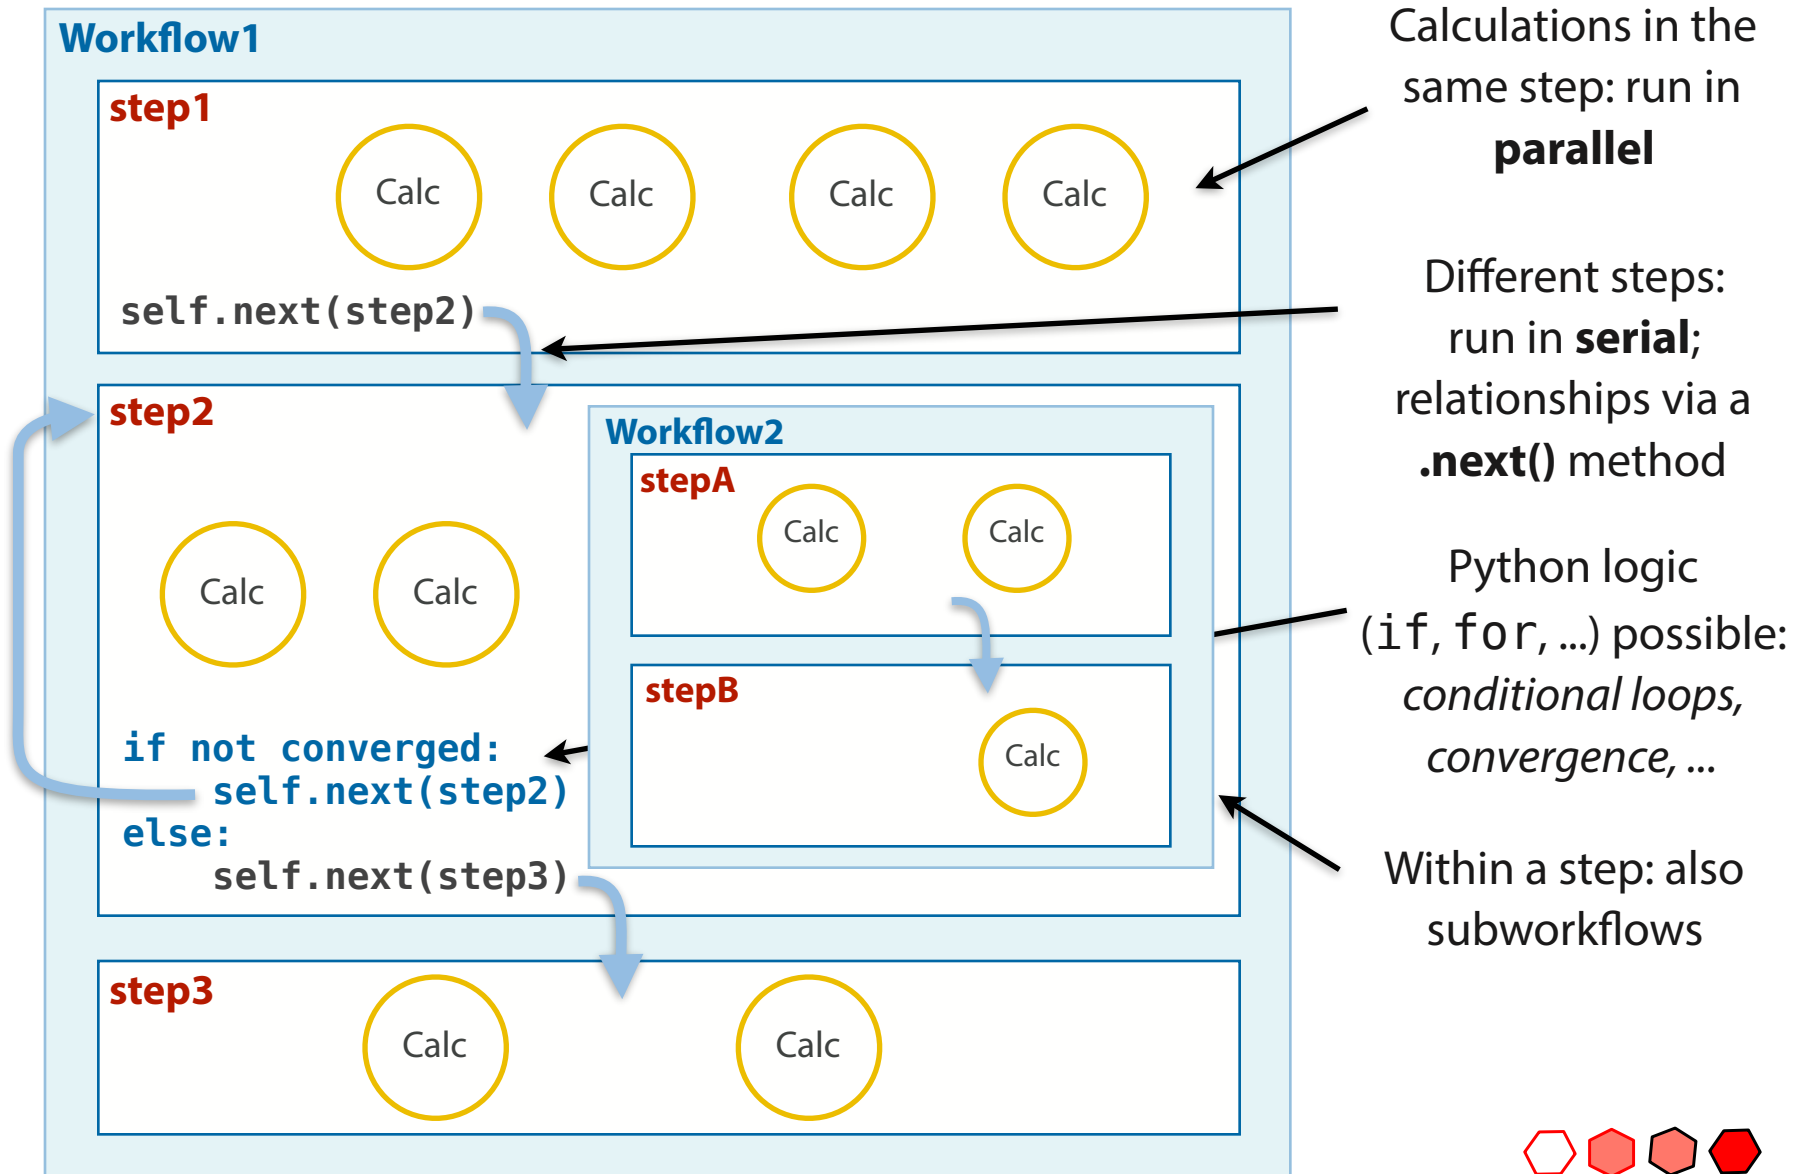 Workflow1
step1
Calc Calc Calc Calc
self.next(step2)
step2
Calc Calc
if not converged:
    self.next(step2)
else:
    self.next(step3)
Workflow2
stepA
Calc Calc
stepB
Calc
step3
Calc Calc
Calculations in the
same step: run in
parallel
Different steps:
run in serial;
relationships via a
.next() method
Python logic
(if, for, ...) possible:
conditional loops,
convergence, ...
Within a step: also
subworkflows